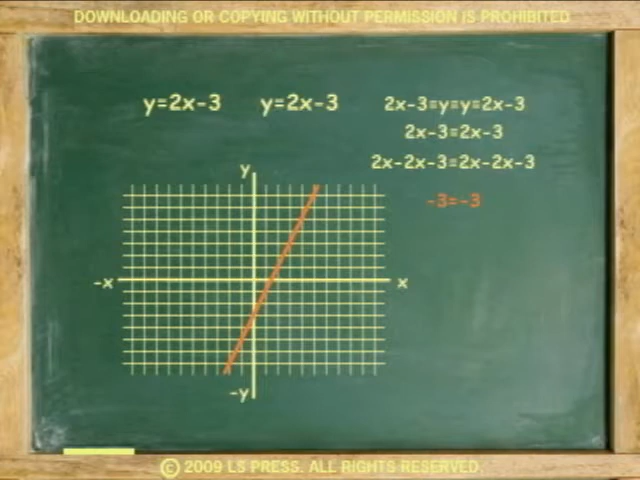 DOWNLOADING OR COPYING WITHOUT PERMISSION IS PROHIBITED
y=2x-3 y=2x-3
2x-3=y=y=2x-3
2x-3=2x-3
2x-2x-3=2x-2x-3
-3=-3
y
-x
x
-y
© 2009 LS PRESS. ALL RIGHTS RESERVED.